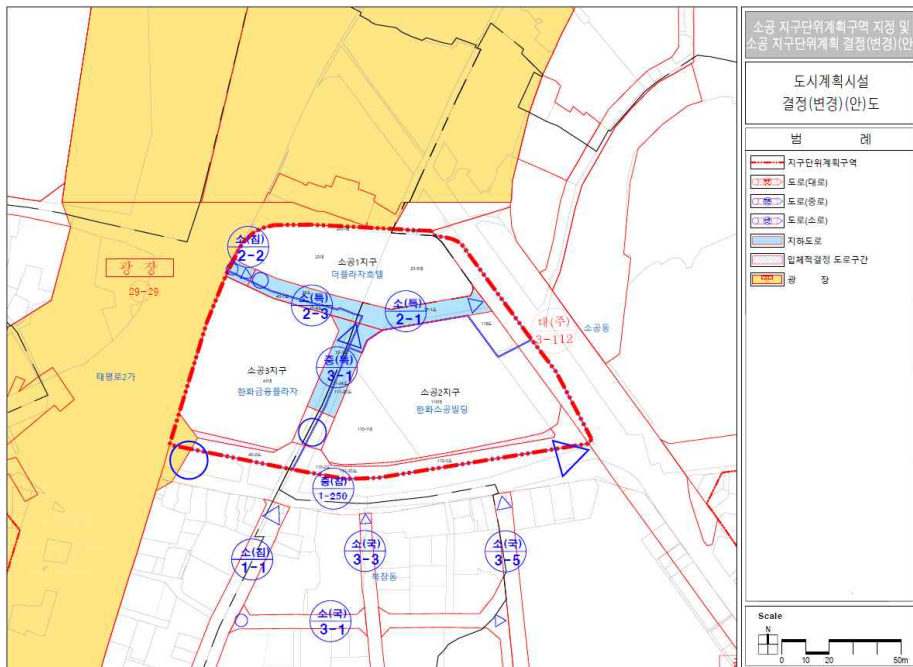 소공 지구단위계획구역 지정 및
소공 지구단위계획 결정(변경)(안)
도시계획시설
결정(변경)(안)도
범 례
지구단위계획구역
도로(대로)
도로(중로)
도로(소로)
지하도로
입체적결정 도로구간
광 장
Scale
N
0 10 20 50m
소(침)
2-2
소공1지구
더플라자호텔
광 장
29-29
소(특)
2-3
소(특)
2-1
대(주)
3-112
소공동
태평로2가
중(특)
3-1
소공3지구
한화금융플라자
소공2지구
한화소공빌딩
중(집)
1-250
소(침)
1-1
소(국)
3-3
소(국)
3-5
북창동
소(국)
3-1